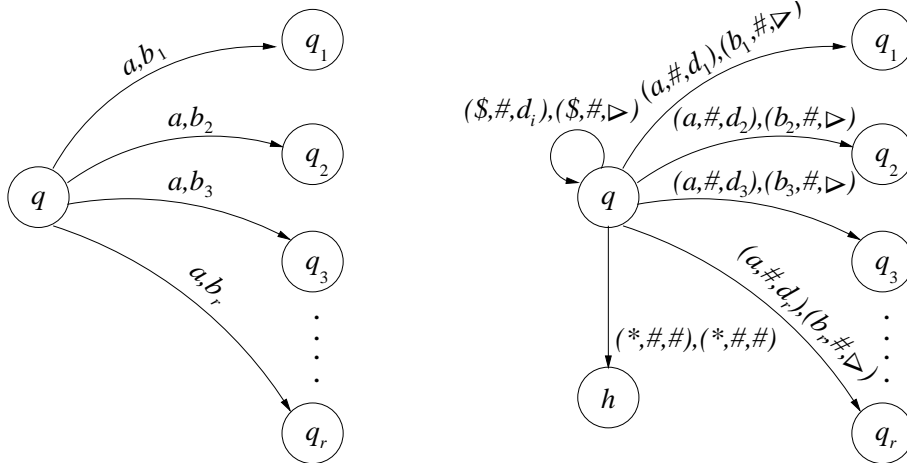 a,b₁
q₁
a,b₂
q₂
q
a,b₃
q₃
a,bᵣ
qᵣ
($,#,dᵢ),($,#,▷)
(a,#,d₁),(b₁,#,▷)
q₁
(a,#,d₂),(b₂,#,▷)
q₂
q
(a,#,d₃),(b₃,#,▷)
q₃
(a,#,dᵣ),(bᵣ,#,▷)
(*,#,#),(*,#,#)
h
qᵣ